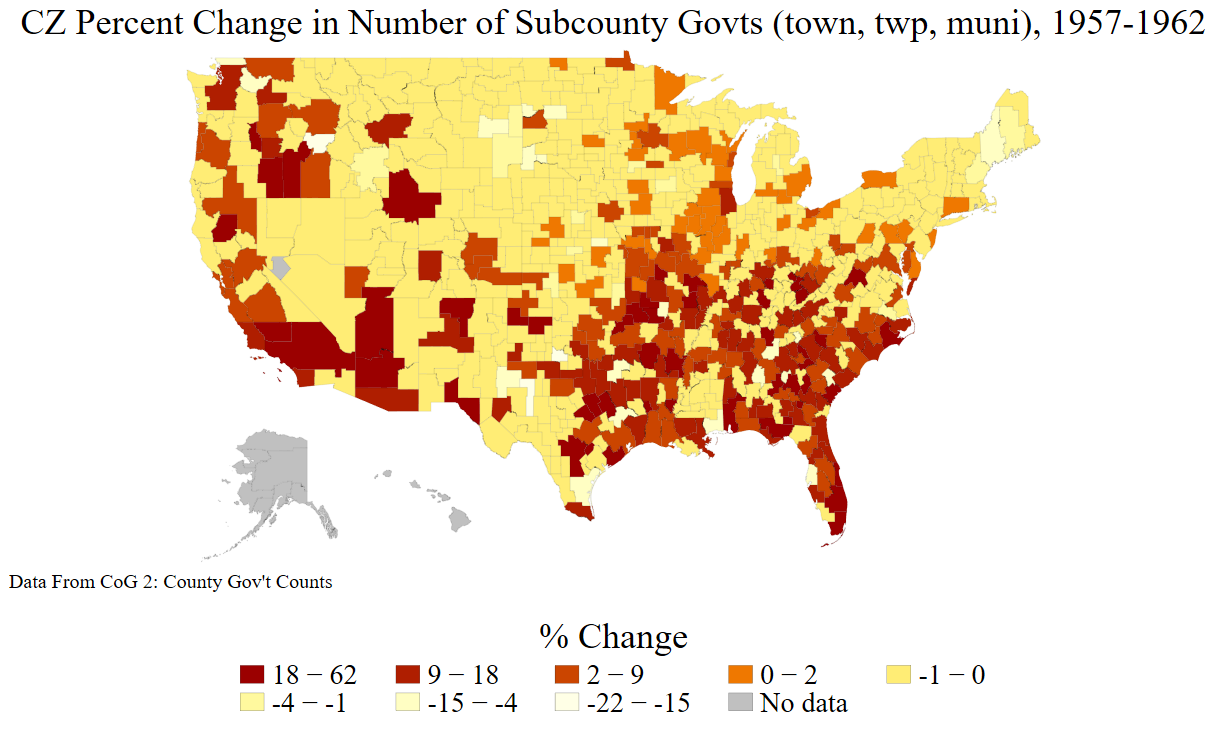 CZ Percent Change in Number of Subcounty Govts (town, twp, muni), 1957-1962
Data From CoG 2: County Gov't Counts
% Change
18 − 62 9 − 18 2 − 9 0 − 2 -1 − 0
-4 − -1 -15 − -4 -22 − -15 No data